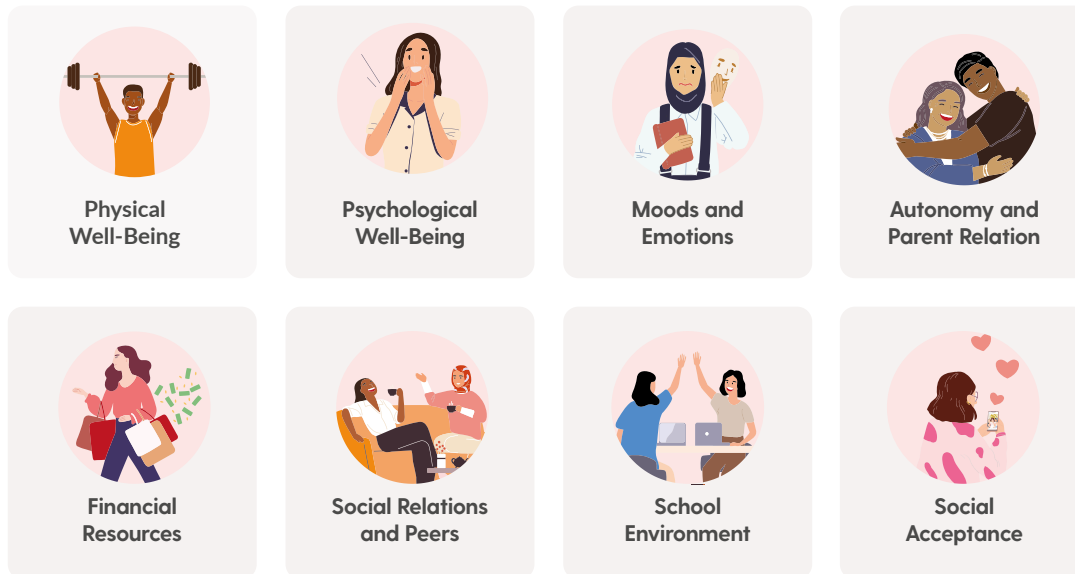 Physical
Well-Being
Psychological
Well-Being
Moods and
Emotions
Autonomy and
Parent Relation
Financial
Resources
Social Relations
and Peers
School
Environment
Social
Acceptance